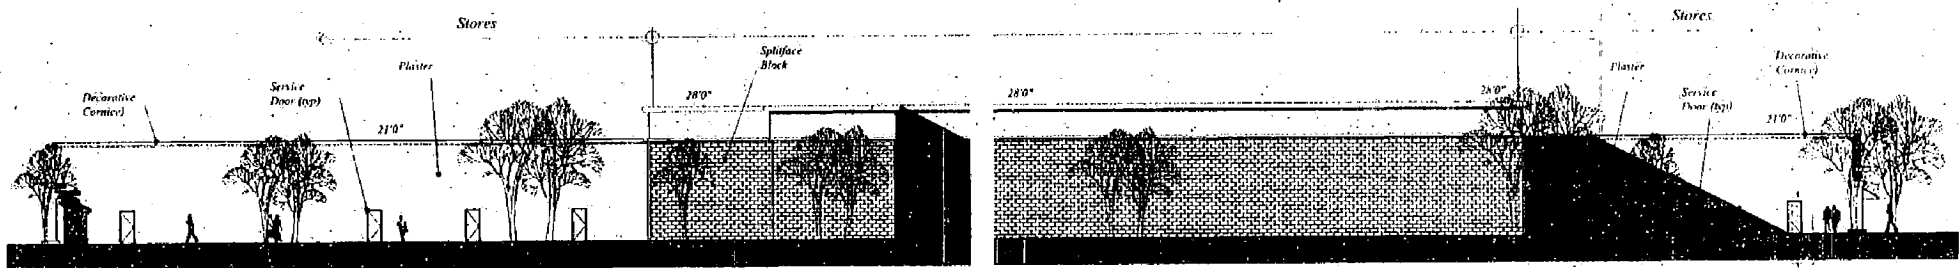 Stores
Stores
Splitface
Block
Plaster
Decorative
Cornice)
Service
Door (typ)
28'0"
21'0"
28'0"
28'0"
Plaster
Decorative
Cornice)
Service
Door (typ)
21'0"